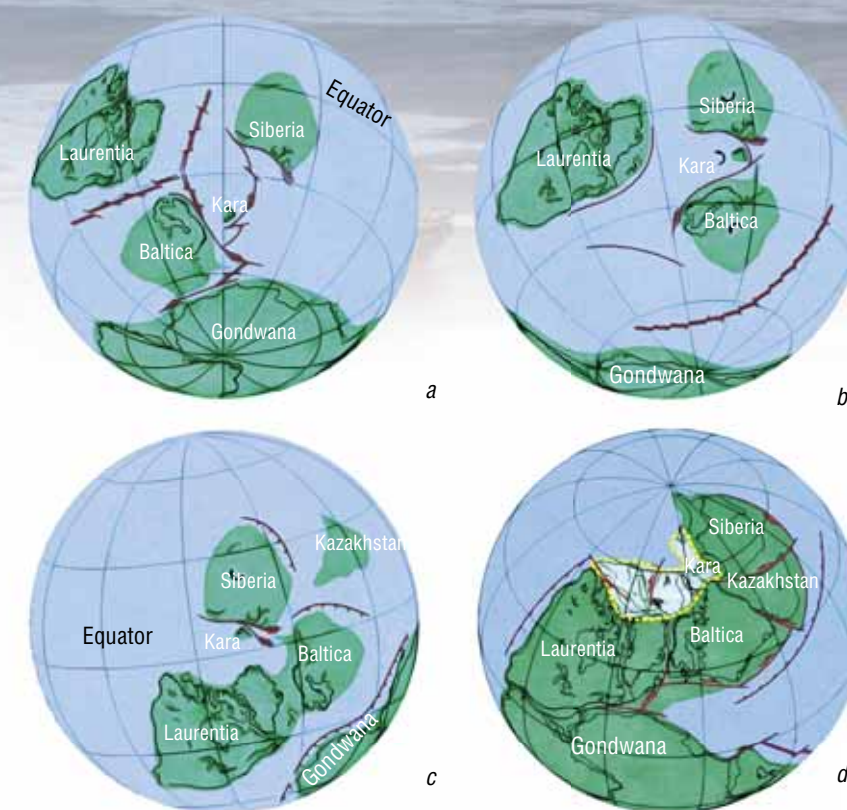 Equator
Siberia
Laurentia
Kara
Baltica
Gondwana
a
Siberia
Laurentia
Kara
Baltica
Gondwana
b
Kazakhstan
Siberia
Equator
Kara
Baltica
Laurentia
Gondwana
c
Siberia
Kara
Kazakhstan
Baltica
Laurentia
Gondwana
d